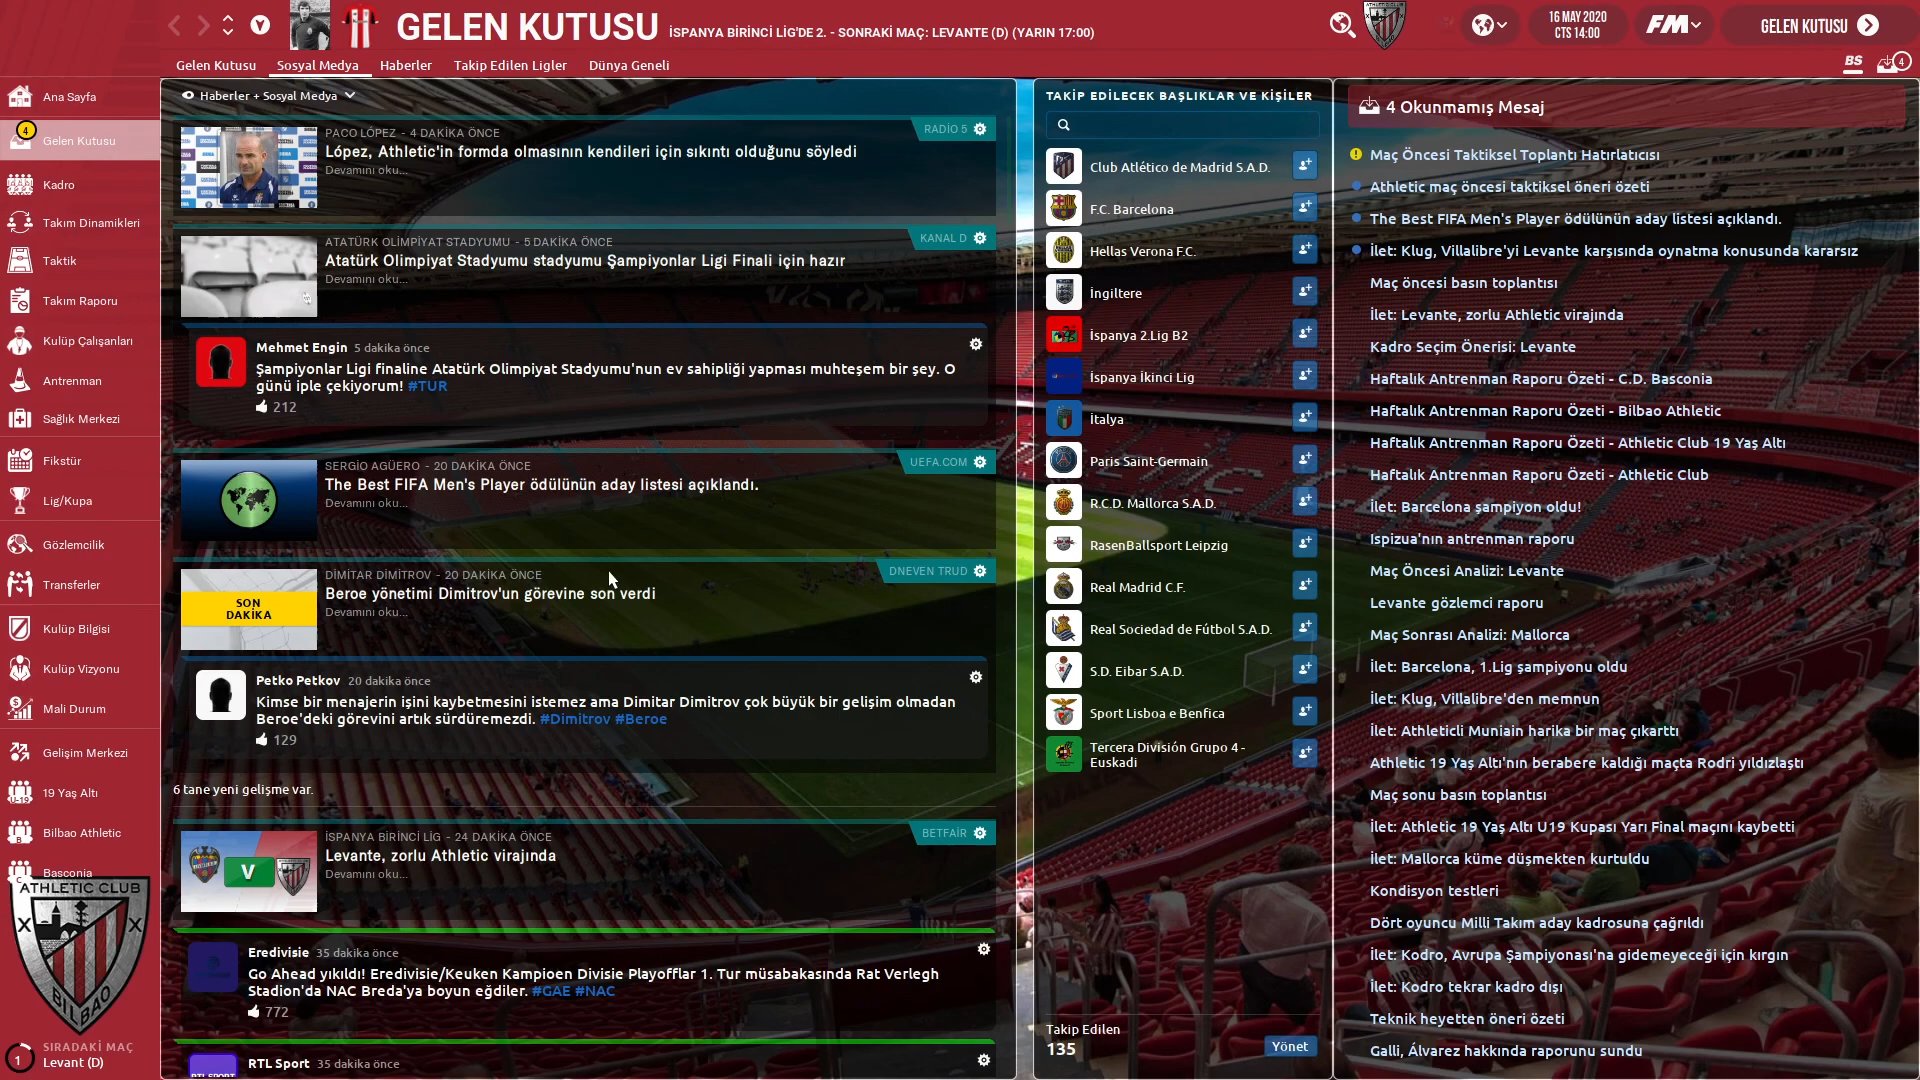 GELEN KUTUSU
İSPANYA BİRİNCİ LİG'DE 2. - SONRAKİ MAÇ: LEVANTE (D) (YARIN 17:00)
16 MAY 2020
CTS 14:00
FM
GELEN KUTUSU
Gelen Kutusu
Sosyal Medya
Haberler
Takip Edilen Ligler
Dünya Geneli
BS
4
Ana Sayfa
4
Gelen Kutusu
Kadro
Takım Dinamikleri
Taktik
Takım Raporu
Kulüp Çalışanları
Antrenman
Sağlık Merkezi
Fikstür
Lig/Kupa
Gözlemcilik
Transferler
Kulüp Bilgisi
Kulüp Vizyonu
Mali Durum
Gelişim Merkezi
19 Yaş Altı
Bilbao Athletic
Basconia
ATHLETIC CLUB
BILBAO
1
SIRADAKİ MAÇ
Levant (D)
Haberler + Sosyal Medya
PACO LÓPEZ - 4 DAKİKA ÖNCE
RADİO 5
López, Athletic'in formda olmasının kendileri için sıkıntı olduğunu söyledi
Devamını oku...
ATATÜRK OLİMPİYAT STADYUMU - 5 DAKİKA ÖNCE
KANAL D
Atatürk Olimpiyat Stadyumu stadyumu Şampiyonlar Ligi Finali için hazır
Devamını oku...
Mehmet Engin 5 dakika önce
Şampiyonlar Ligi finaline Atatürk Olimpiyat Stadyumu'nun ev sahipliği yapması muhteşem bir şey. O
günü iple çekiyorum! #TUR
212
SERGİO AGÜERO - 20 DAKİKA ÖNCE
UEFA.COM
The Best FIFA Men's Player ödülünün aday listesi açıklandı.
Devamını oku...
DİMİTAR DİMİTROV - 20 DAKİKA ÖNCE
DNEVEN TRUD
SON
DAKİKA
Beroe yönetimi Dimitrov'un görevine son verdi
Devamını oku...
Petko Petkov 20 dakika önce
Kimse bir menajerin işini kaybetmesini istemez ama Dimitar Dimitrov çok büyük bir gelişim olmadan
Beroe'deki görevini artık sürdüremezdi. #Dimitrov #Beroe
129
6 tane yeni gelişme var.
İSPANYA BİRİNCİ LİG - 24 DAKİKA ÖNCE
BETFAİR
V
Levante, zorlu Athletic virajında
Devamını oku...
Eredivisie 35 dakika önce
Go Ahead yıkıldı! Eredivisie/Keuken Kampioen Divisie Playofflar 1. Tur müsabakasında Rat Verlegh
Stadion'da NAC Breda'ya boyun eğdiler. #GAE #NAC
772
RTL Sport 35 dakika önce
TAKİP EDİLECEK BAŞLIKLAR VE KİŞİLER
Club Atlético de Madrid S.A.D.
F.C. Barcelona
Hellas Verona F.C.
İngiltere
İspanya 2.Lig B2
İspanya İkinci Lig
İtalya
Paris Saint-Germain
R.C.D. Mallorca S.A.D.
RasenBallsport Leipzig
Real Madrid C.F.
Real Sociedad de Fútbol S.A.D.
S.D. Eibar S.A.D.
Sport Lisboa e Benfica
Tercera División Grupo 4 -
Euskadi
Takip Edilen
135
Yönet
4 Okunmamış Mesaj
Maç Öncesi Taktiksel Toplantı Hatırlatıcısı
Athletic maç öncesi taktiksel öneri özeti
The Best FIFA Men's Player ödülünün aday listesi açıklandı.
İlet: Klug, Villalibre'yi Levante karşısında oynatma konusunda kararsız
Maç öncesi basın toplantısı
İlet: Levante, zorlu Athletic virajında
Kadro Seçim Önerisi: Levante
Haftalık Antrenman Raporu Özeti - C.D. Basconia
Haftalık Antrenman Raporu Özeti - Bilbao Athletic
Haftalık Antrenman Raporu Özeti - Athletic Club 19 Yaş Altı
Haftalık Antrenman Raporu Özeti - Athletic Club
İlet: Barcelona şampiyon oldu!
Ispizua'nın antrenman raporu
Maç Öncesi Analizi: Levante
Levante gözlemci raporu
Maç Sonrası Analizi: Mallorca
İlet: Barcelona, 1.Lig şampiyonu oldu
İlet: Klug, Villalibre'den memnun
İlet: Athleticli Muniain harika bir maç çıkarttı
Athletic 19 Yaş Altı'nın berabere kaldığı maçta Rodri yıldızlaştı
Maç sonu basın toplantısı
İlet: Athletic 19 Yaş Altı U19 Kupası Yarı Final maçını kaybetti
İlet: Mallorca küme düşmekten kurtuldu
Kondisyon testleri
Dört oyuncu Milli Takım aday kadrosuna çağrıldı
İlet: Kodro, Avrupa Şampiyonası'na gidemeyeceği için kırgın
İlet: Kodro tekrar kadro dışı
Teknik heyetten öneri özeti
Galli, Álvarez hakkında raporunu sundu